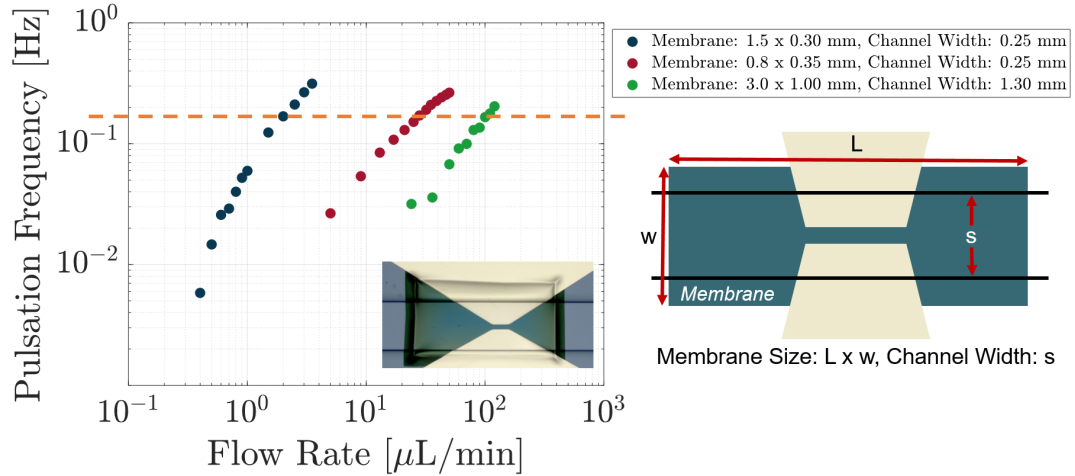 Pulsation Frequency [Hz]
10^0
10^-1
10^-2
10^-1
10^0
10^1
10^2
10^3
Flow Rate [μL/min]
Membrane: 1.5 x 0.30 mm, Channel Width: 0.25 mm
Membrane: 0.8 x 0.35 mm, Channel Width: 0.25 mm
Membrane: 3.0 x 1.00 mm, Channel Width: 1.30 mm
L
w
s
Membrane
Membrane Size: L x w, Channel Width: s